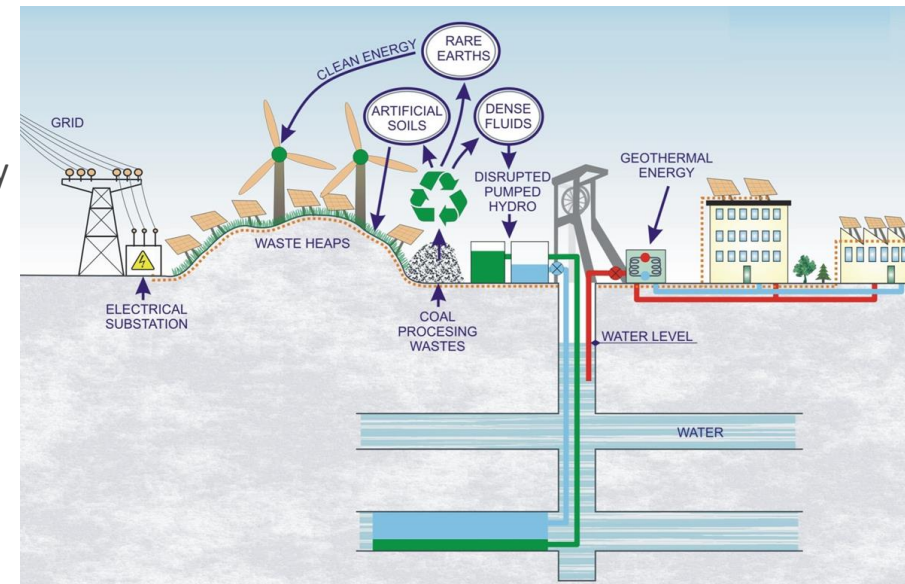 RARE
EARTHS
CLEAN ENERGY
ARTIFICIAL
SOILS
DENSE
FLUIDS
GRID
DISRUPTED
PUMPED
HYDRO
GEOTHERMAL
ENERGY
WASTE HEAPS
ELECTRICAL
SUBSTATION
COAL
PROCESING
WASTES
WATER LEVEL
WATER